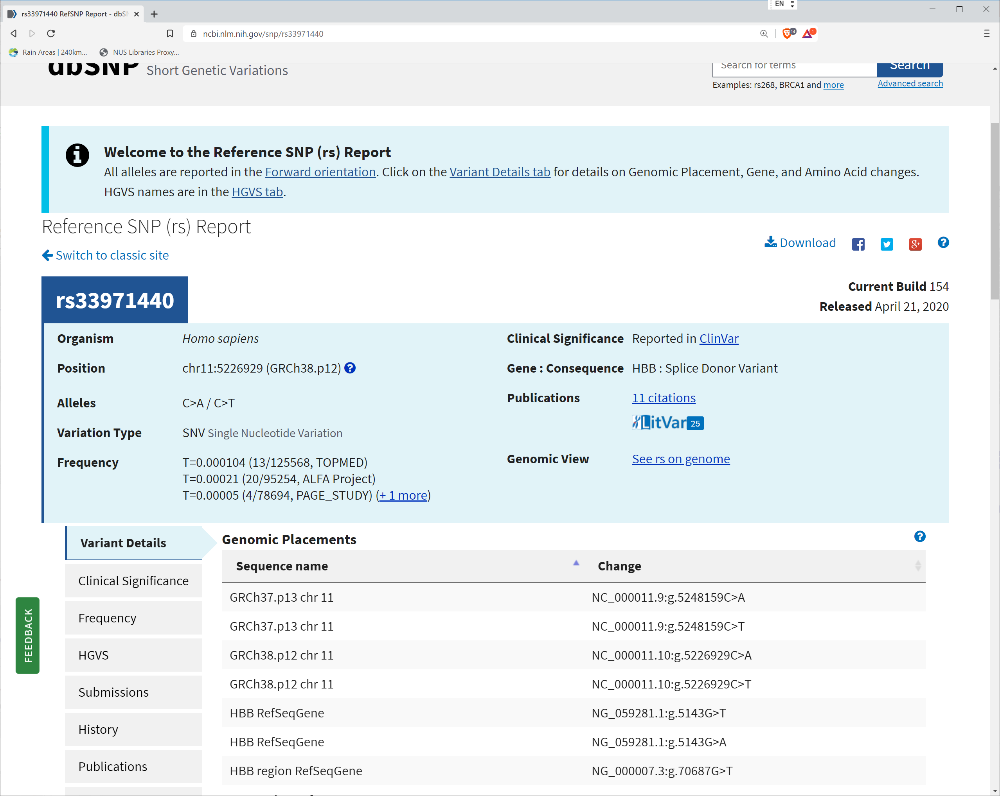 EN
rs33971440 RefSNP Report - dbSN
ncbi.nlm.nih.gov/snp/rs33971440
14
1
Rain Areas | 240km...
NUS Libraries Proxy...
dbSNP Short Genetic Variations
Search for terms
Search
Examples: rs268, BRCA1 and more
Advanced search
Welcome to the Reference SNP (rs) Report
All alleles are reported in the Forward orientation. Click on the Variant Details tab for details on Genomic Placement, Gene, and Amino Acid changes.
HGVS names are in the HGVS tab.
Reference SNP (rs) Report
Switch to classic site
Download
rs33971440
Current Build 154
Released April 21, 2020
Organism Homo sapiens
Position chr11:5226929 (GRCh38.p12)
Alleles C>A / C>T
Variation Type SNV Single Nucleotide Variation
Frequency T=0.000104 (13/125568, TOPMED)
T=0.00021 (20/95254, ALFA Project)
T=0.00005 (4/78694, PAGE_STUDY) (+ 1 more)
Clinical Significance Reported in ClinVar
Gene : Consequence HBB : Splice Donor Variant
Publications 11 citations
LitVar 25
Genomic View See rs on genome
Variant Details
Clinical Significance
Frequency
HGVS
Submissions
History
Publications
FEEDBACK
Genomic Placements
Sequence name Change
GRCh37.p13 chr 11 NC_000011.9:g.5248159C>A
GRCh37.p13 chr 11 NC_000011.9:g.5248159C>T
GRCh38.p12 chr 11 NC_000011.10:g.5226929C>A
GRCh38.p12 chr 11 NC_000011.10:g.5226929C>T
HBB RefSeqGene NG_059281.1:g.5143G>T
HBB RefSeqGene NG_059281.1:g.5143G>A
HBB region RefSeqGene NG_000007.3:g.70687G>T